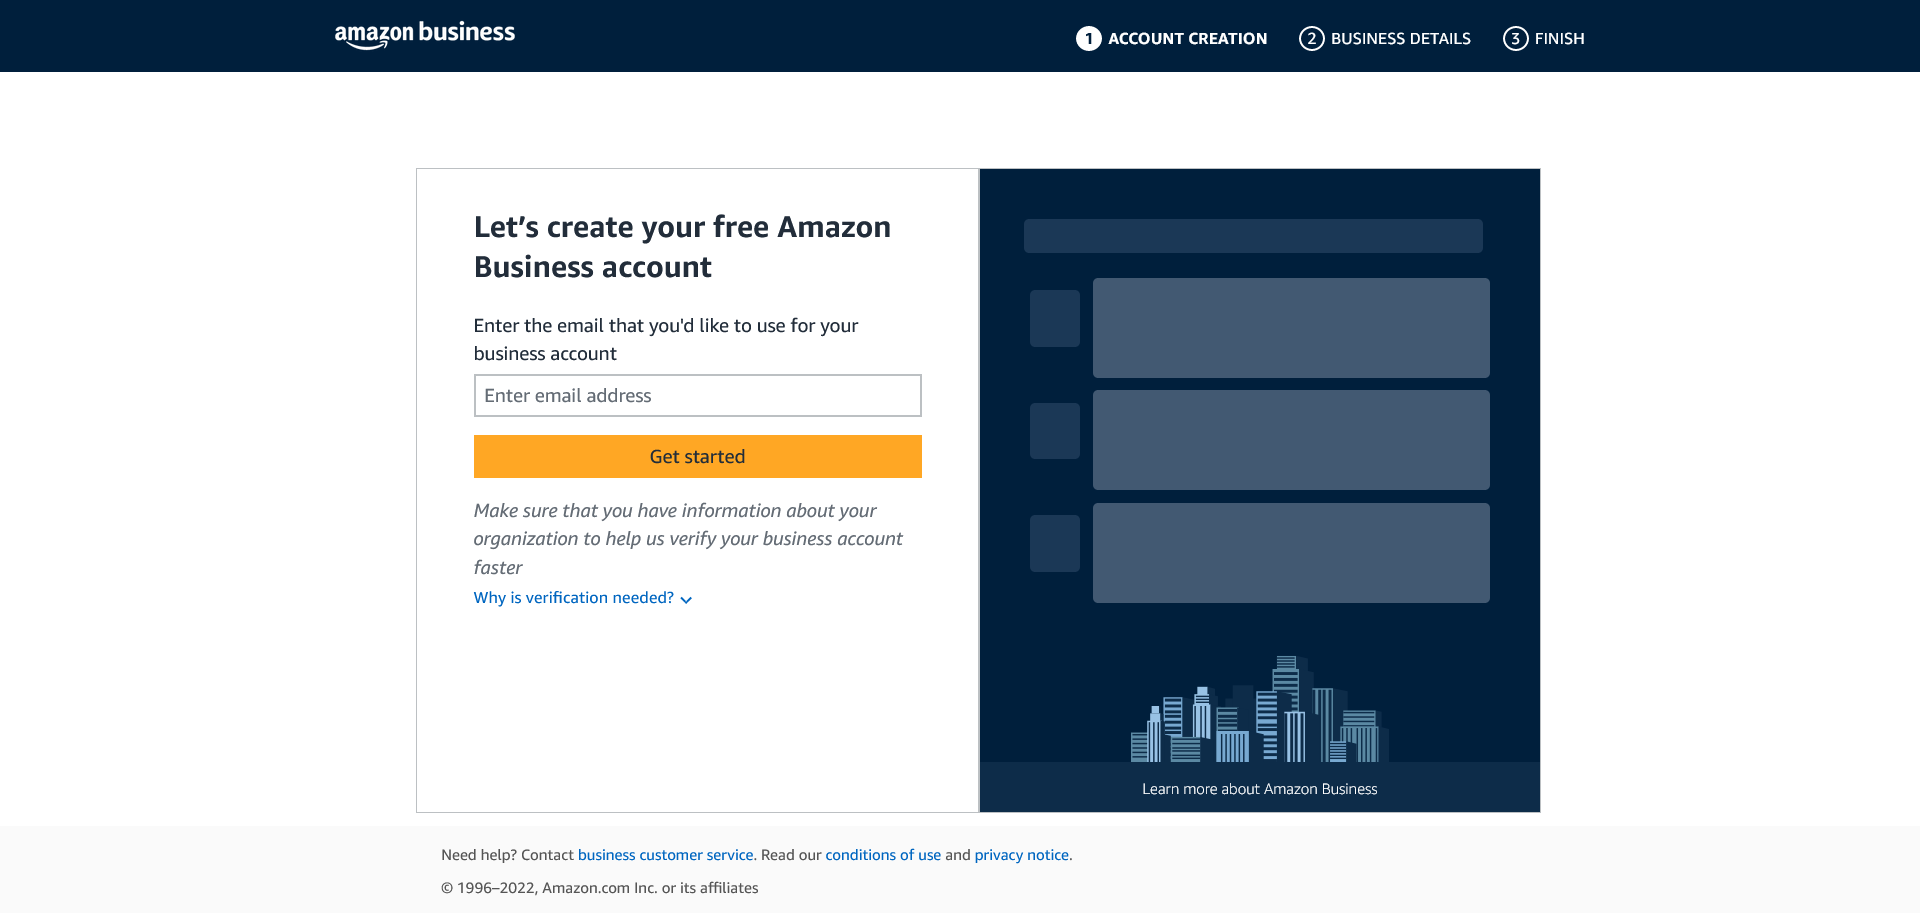 amazon business
1 ACCOUNT CREATION
2 BUSINESS DETAILS
3 FINISH
Let’s create your free Amazon
Business account
Enter the email that you'd like to use for your
business account
Enter email address
Get started
Make sure that you have information about your
organization to help us verify your business account
faster
Why is verification needed?
Learn more about Amazon Business
Need help? Contact business customer service. Read our conditions of use and privacy notice.
© 1996–2022, Amazon.com Inc. or its affiliates